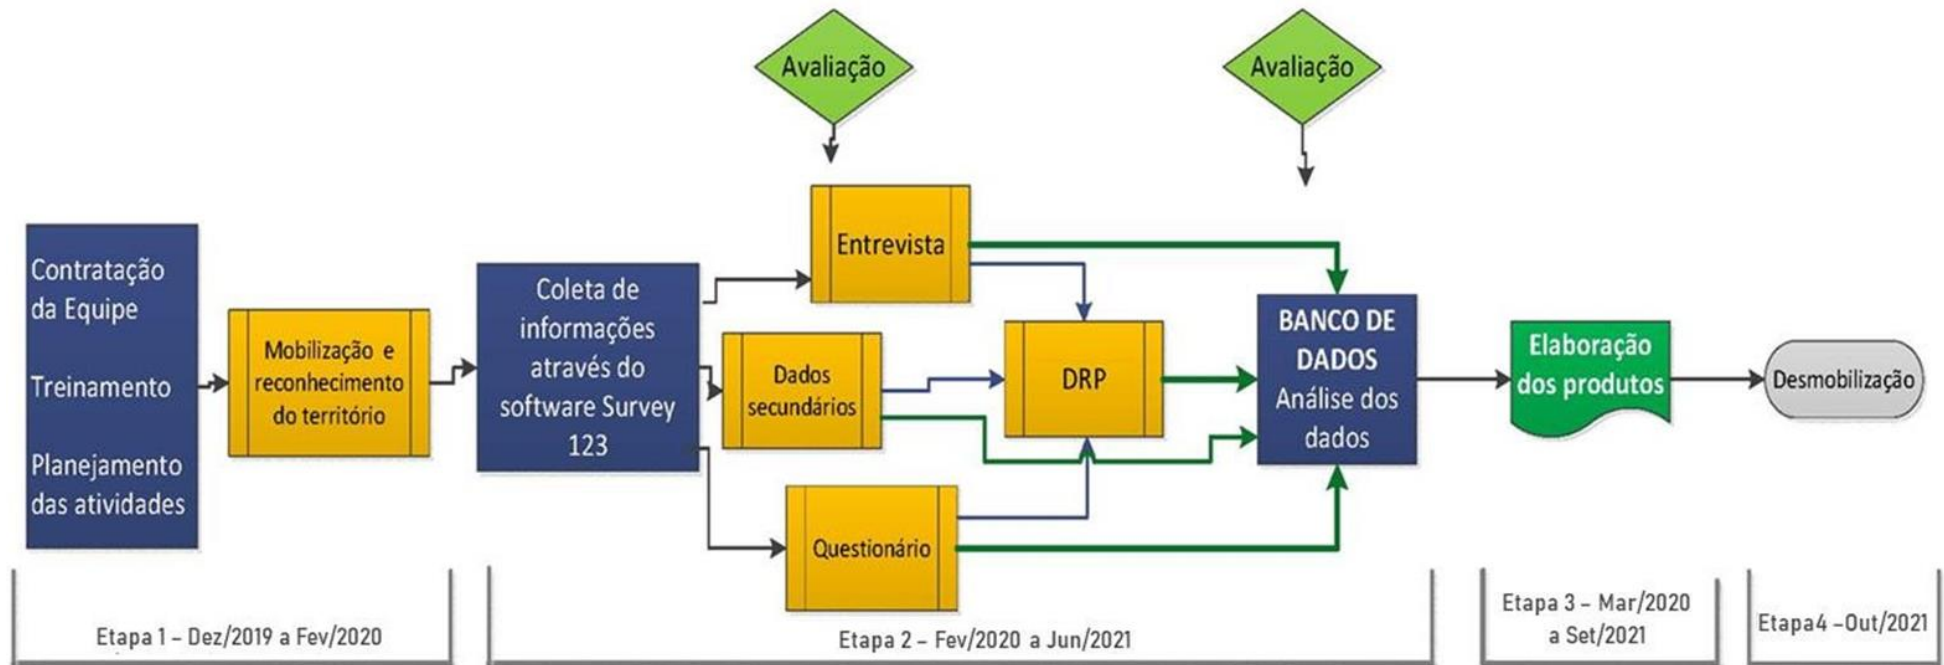 Avaliação
Avaliação
Contratação
da Equipe
Treinamento
Planejamento
das atividades
Mobilização e
reconhecimento
do território
Coleta de
informações
através do
software Survey
123
Entrevista
Dados
secundários
Questionário
DRP
BANCO DE
DADOS
Análise dos
dados
Elaboração
dos produtos
Desmobilização
Etapa 1 – Dez/2019 a Fev/2020
Etapa 2 – Fev/2020 a Jun/2021
Etapa 3 – Mar/2020
a Set/2021
Etapa4 –Out/2021